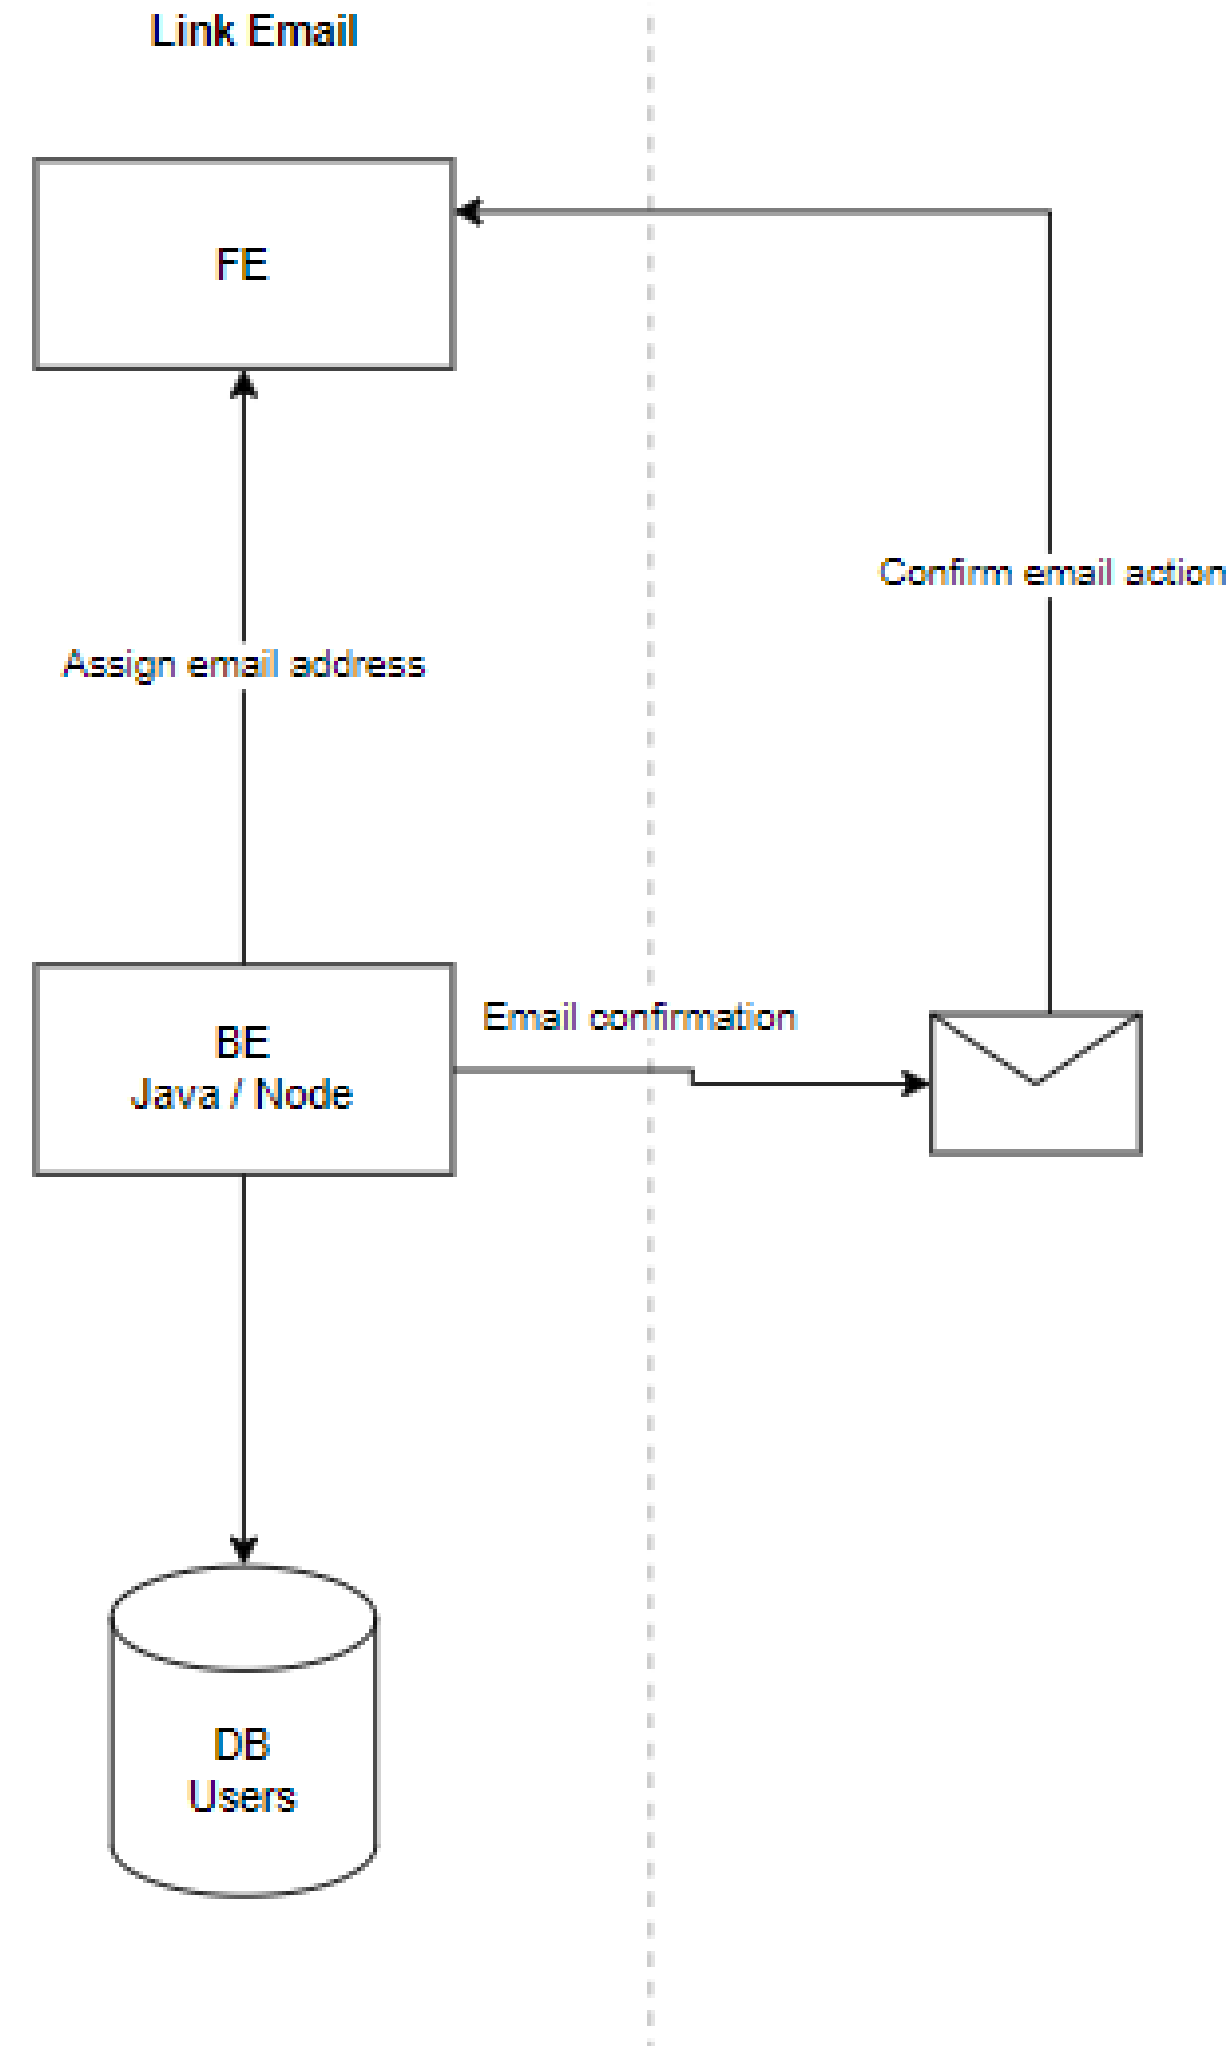 Link Email
FE
Confirm email action
Assign email address
Email confirmation
BE
Java / Node
DB
Users